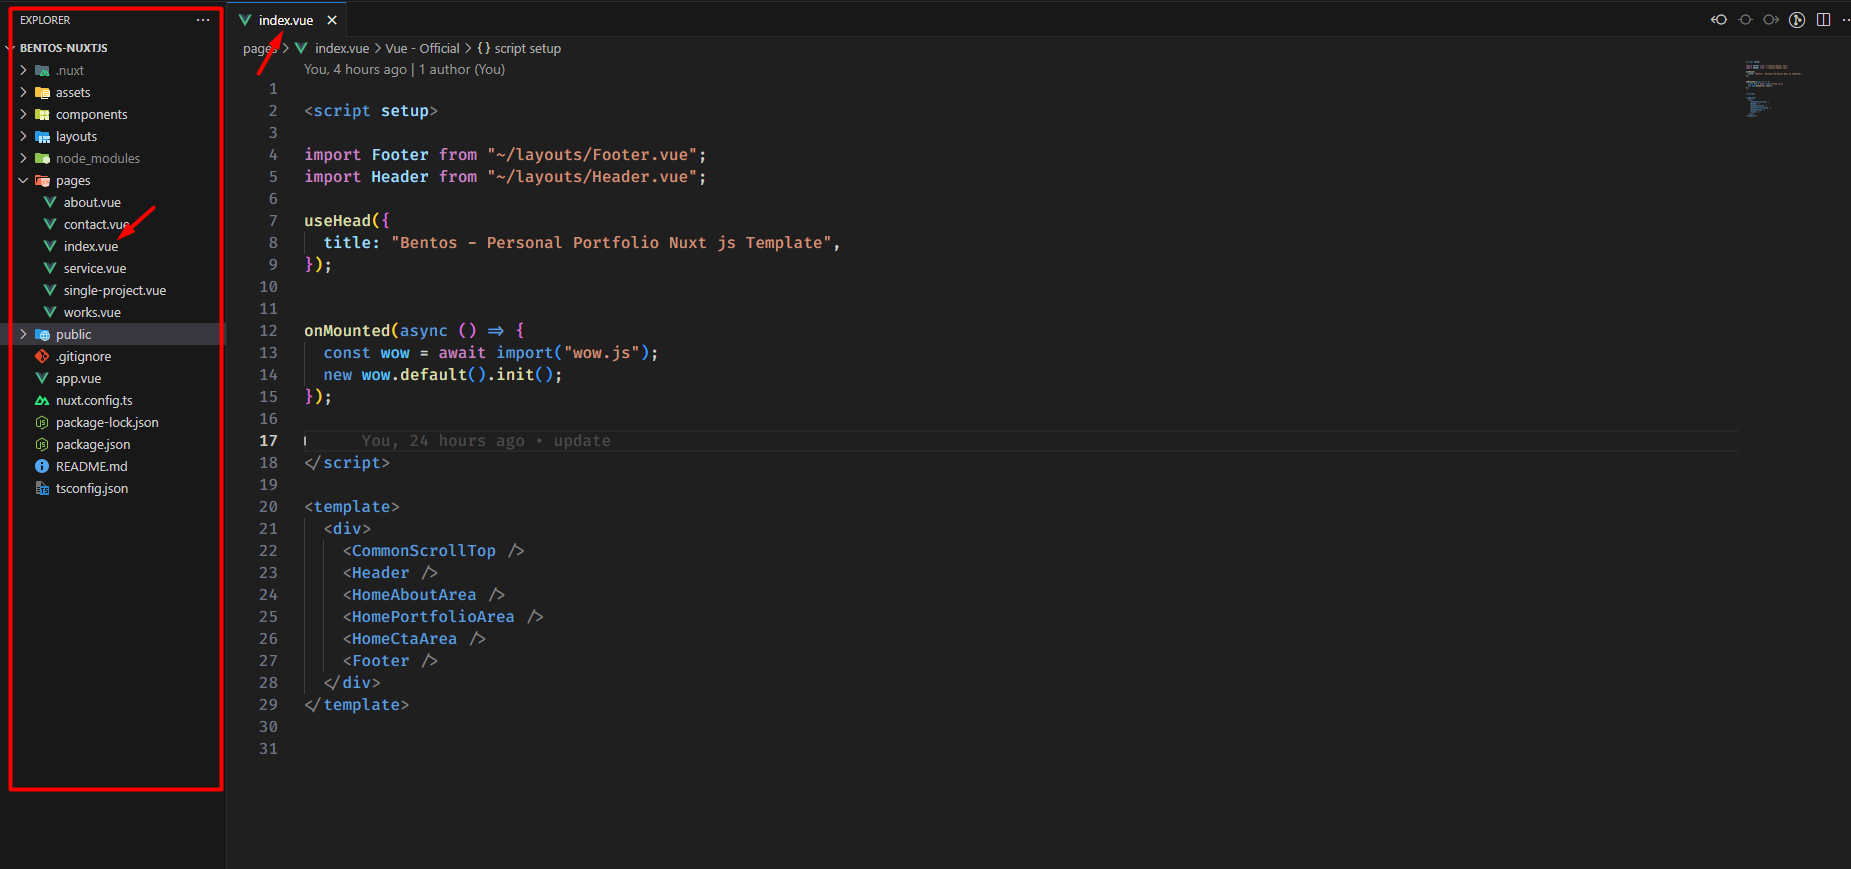 EXPLORER
BENTOS-NUXTJS
.nuxt
assets
components
layouts
node_modules
pages
about.vue
contact.vue
index.vue
service.vue
single-project.vue
works.vue
public
.gitignore
app.vue
nuxt.config.ts
package-lock.json
package.json
README.md
tsconfig.json
index.vue
pages > index.vue > Vue - Official > {} script setup
You, 4 hours ago | 1 author (You)
1
2 <script setup>
3
4 import Footer from "~/layouts/Footer.vue";
5 import Header from "~/layouts/Header.vue";
6
7 useHead({
8 title: "Bentos - Personal Portfolio Nuxt js Template",
9 });
10
11
12 onMounted(async () => {
13 const wow = await import("wow.js");
14 new wow.default().init();
15 });
16
17 You, 24 hours ago • update
18 </script>
19
20 <template>
21 <div>
22 <CommonScrollTop />
23 <Header />
24 <HomeAboutArea />
25 <HomePortfolioArea />
26 <HomeCtaArea />
27 <Footer />
28 </div>
29 </template>
30
31